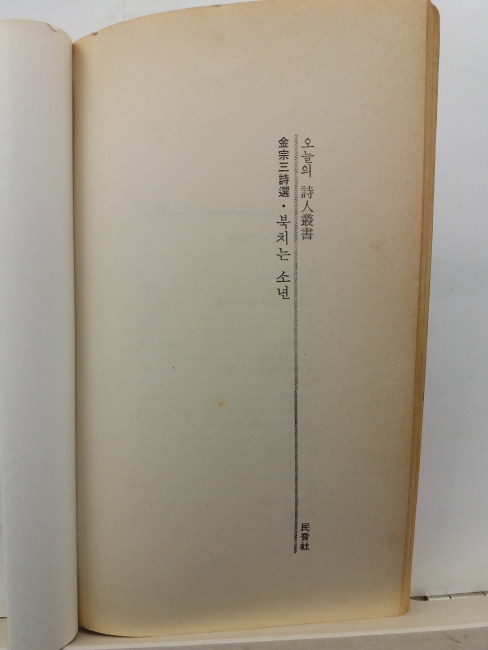 오늘의 詩人叢書
金宗三詩選·북치는 소년
民音社